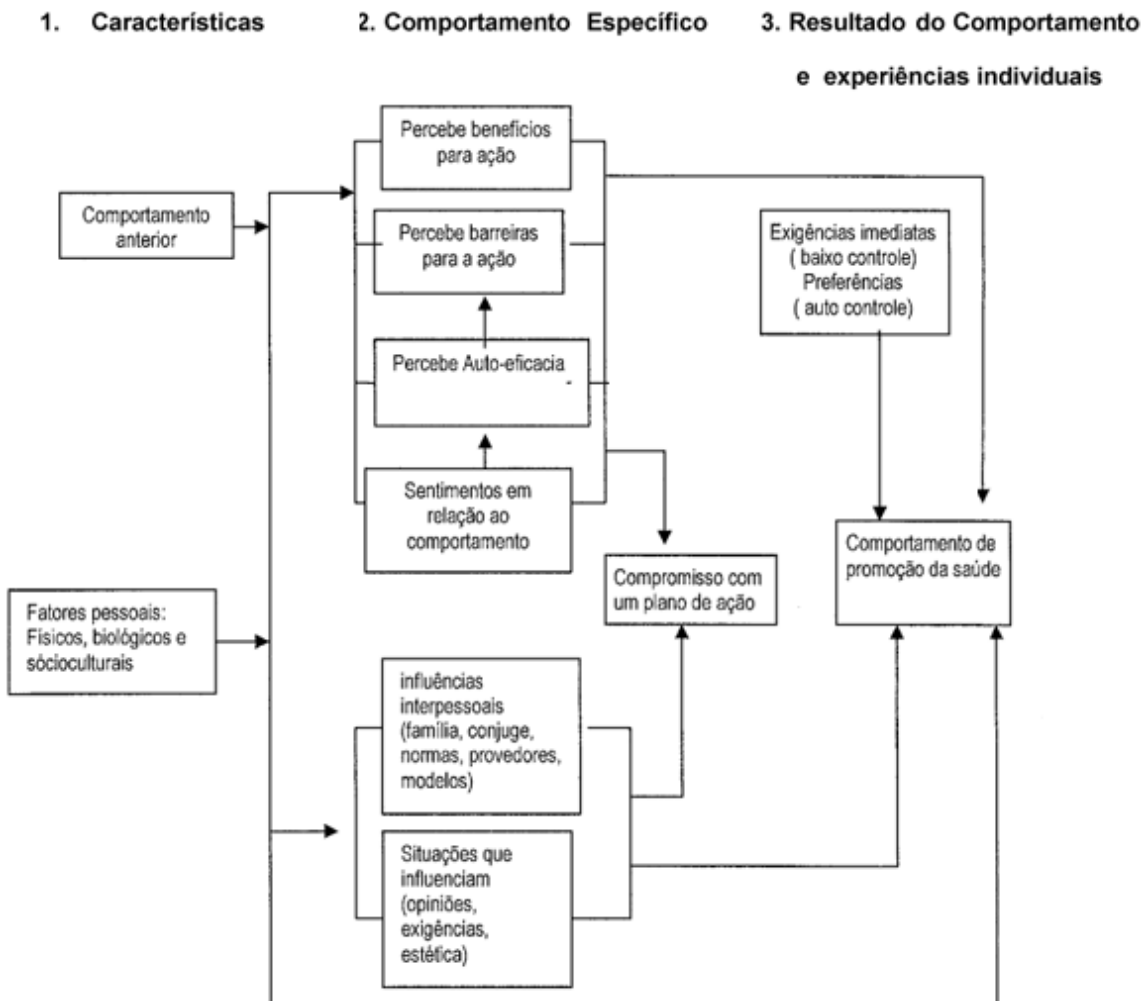 1. Características
2. Comportamento Específico
3. Resultado do Comportamento
e experiências individuais
Comportamento
anterior
Fatores pessoais:
Físicos, biológicos e
sócioculturais
Percebe benefícios
para ação
Percebe barreiras
para a ação
Percebe Auto-eficacia
Sentimentos em
relação ao
comportamento
influências
interpessoais
(família, conjuge,
normas, provedores,
modelos)
Situações que
influenciam
(opiniões,
exigências,
estética)
Compromisso com
um plano de ação
Exigências imediatas
( baixo controle)
Preferências
( auto controle)
Comportamento de
promoção da saúde